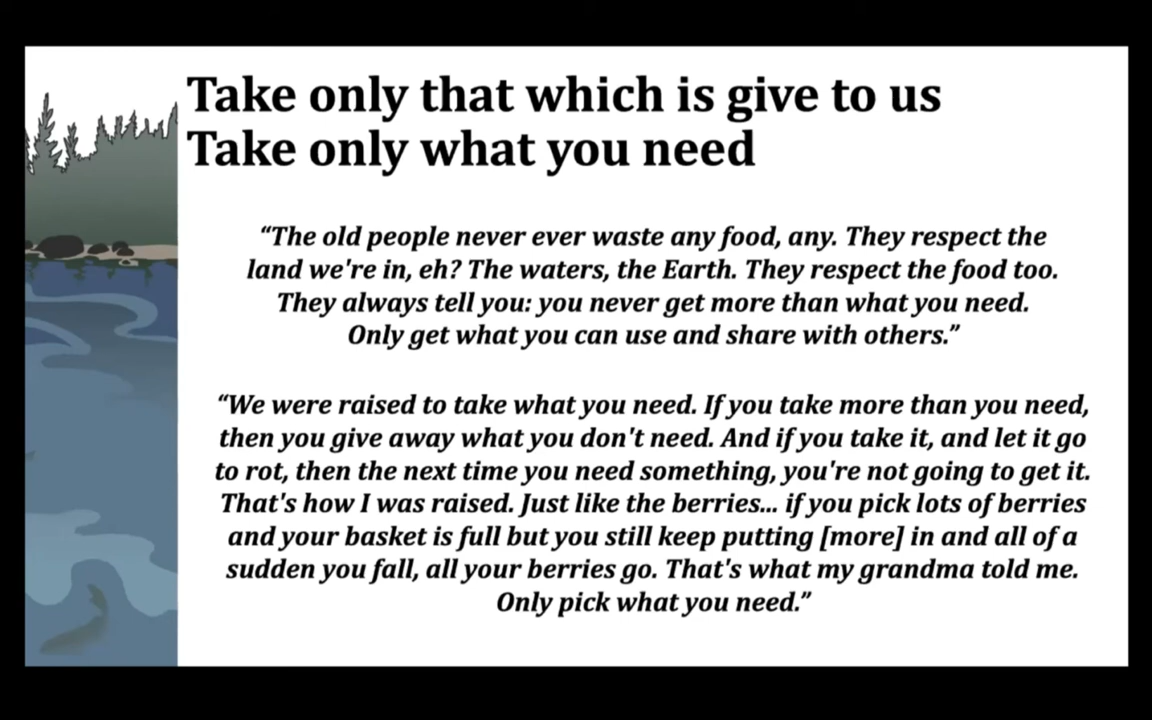 Take only that which is give to us
Take only what you need
“The old people never ever waste any food, any. They respect the
land we're in, eh? The waters, the Earth. They respect the food too.
They always tell you: you never get more than what you need.
Only get what you can use and share with others.”
“We were raised to take what you need. If you take more than you need,
then you give away what you don't need. And if you take it, and let it go
to rot, then the next time you need something, you're not going to get it.
That's how I was raised. Just like the berries... if you pick lots of berries
and your basket is full but you still keep putting [more] in and all of a
sudden you fall, all your berries go. That's what my grandma told me.
Only pick what you need.”